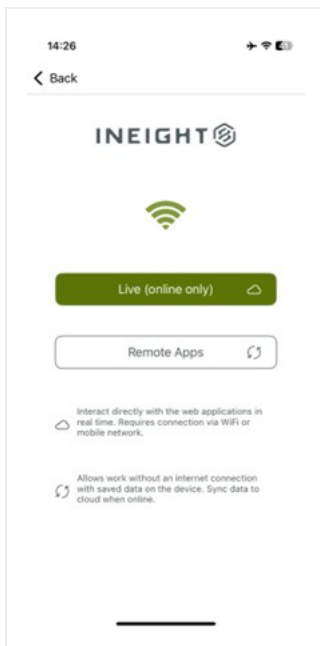 14:26
Back
INEIGHT
Live (online only)
Remote Apps
Interact directly with the web applications in
real time. Requires connection via WiFi or
mobile network.
Allows work without an internet connection
with saved data on the device. Sync data to
cloud when online.